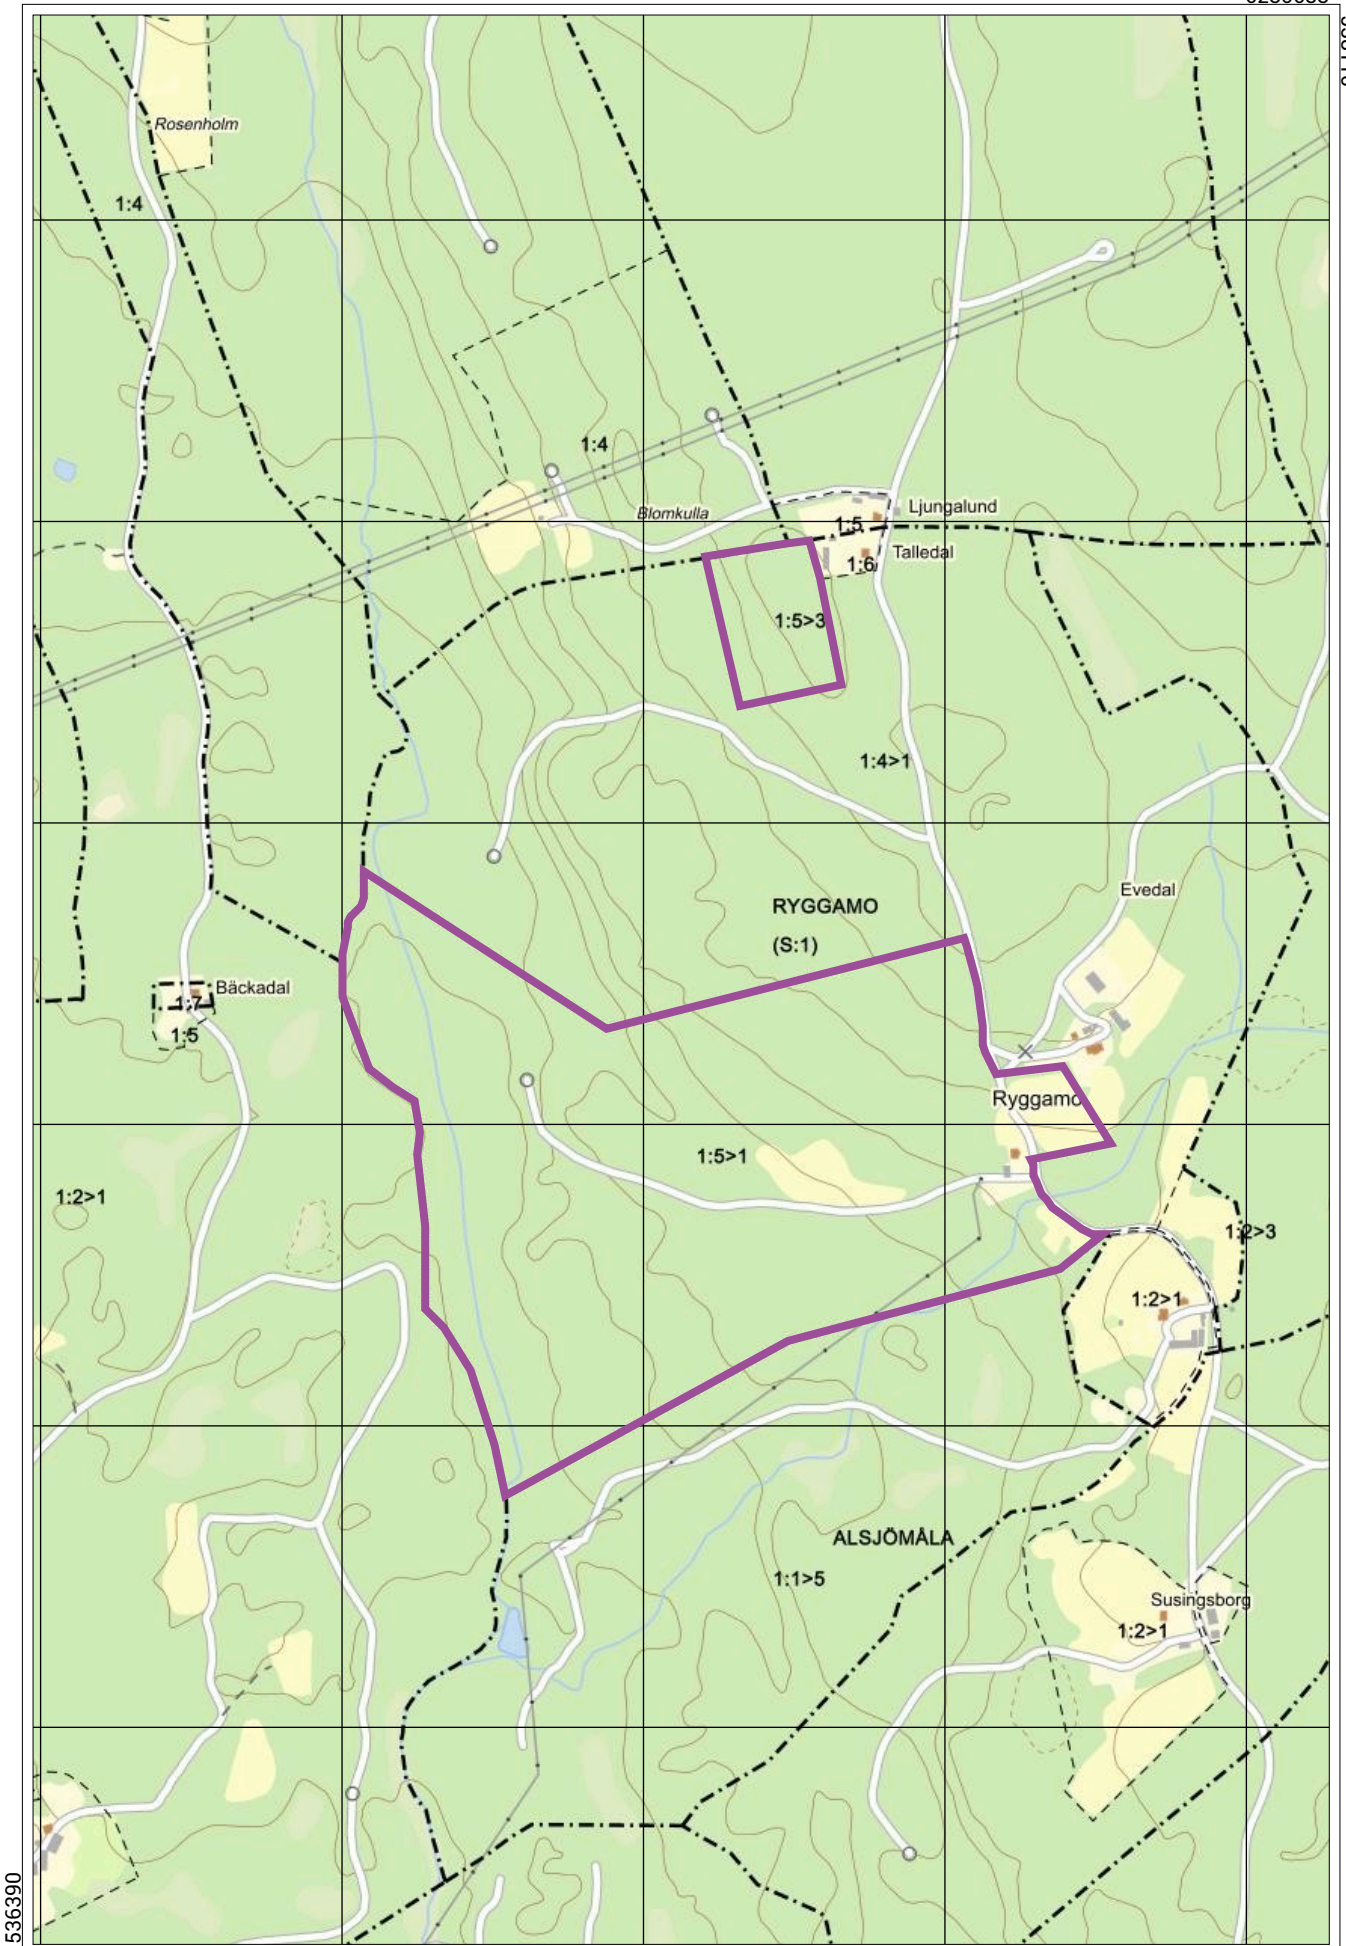 Rosenholm
1:4
1:4
Blomkulla
Ljungalund
1:5
Talledal
1:6
1:5>3
1:4>1
Evedal
RYGGAMO
(S:1)
Bäckadal
1:7
1:5
Ryggamo
1:5>1
1:2>1
1:2>3
1:2>1
ALSJÖMÅLA
1:1>5
Susingsborg
1:2>1
536390